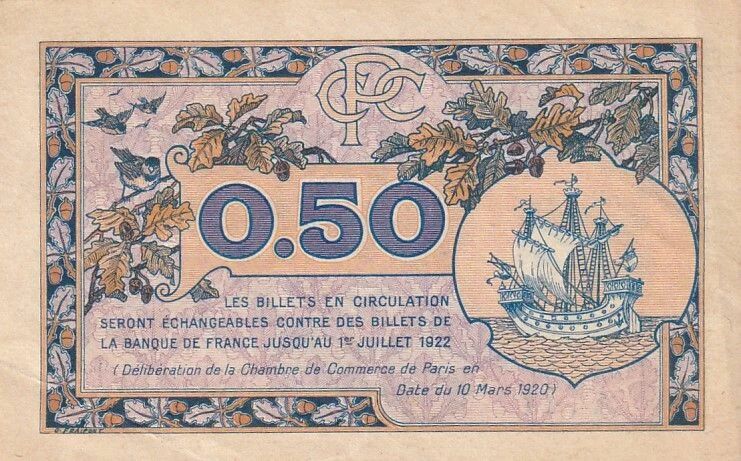 CCPC
0.50
LES BILLETS EN CIRCULATION
SERONT ÉCHANGEABLES CONTRE DES BILLETS DE
LA BANQUE DE FRANCE JUSQU'AU 1er JUILLET 1922
(Délibération de la Chambre de Commerce de Paris en
Date du 10 Mars 1920)